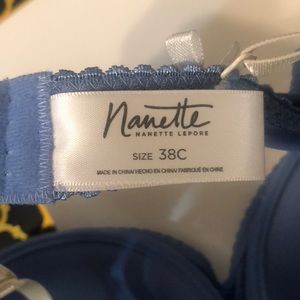 Nanette
NANETTE LEPORE
SIZE 38C
MADE IN CHINA/HECHO EN CHINA/ FABRIQUÉ EN CHINE